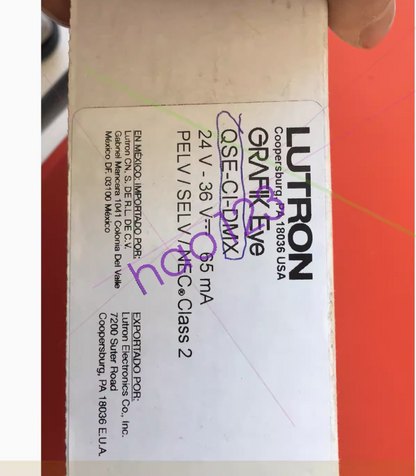 LUTRON
Coopersburg, PA 18036 USA
GRAFIK Eye
QSE-CI-DMX
24 V - 36 V⎓ 65 mA
PELV / SELV / NEC® Class 2
EN MÉXICO: IMPORTADO POR:
Lutron CN, S. DE R.L. DE C.V.
Gabriel Mancera 1041 Colonia Del Valle
México DF, 03100 México
EXPORTADO POR:
Lutron Electronics Co., Inc.
7200 Suter Road
Coopersburg, PA 18036 E.U.A.